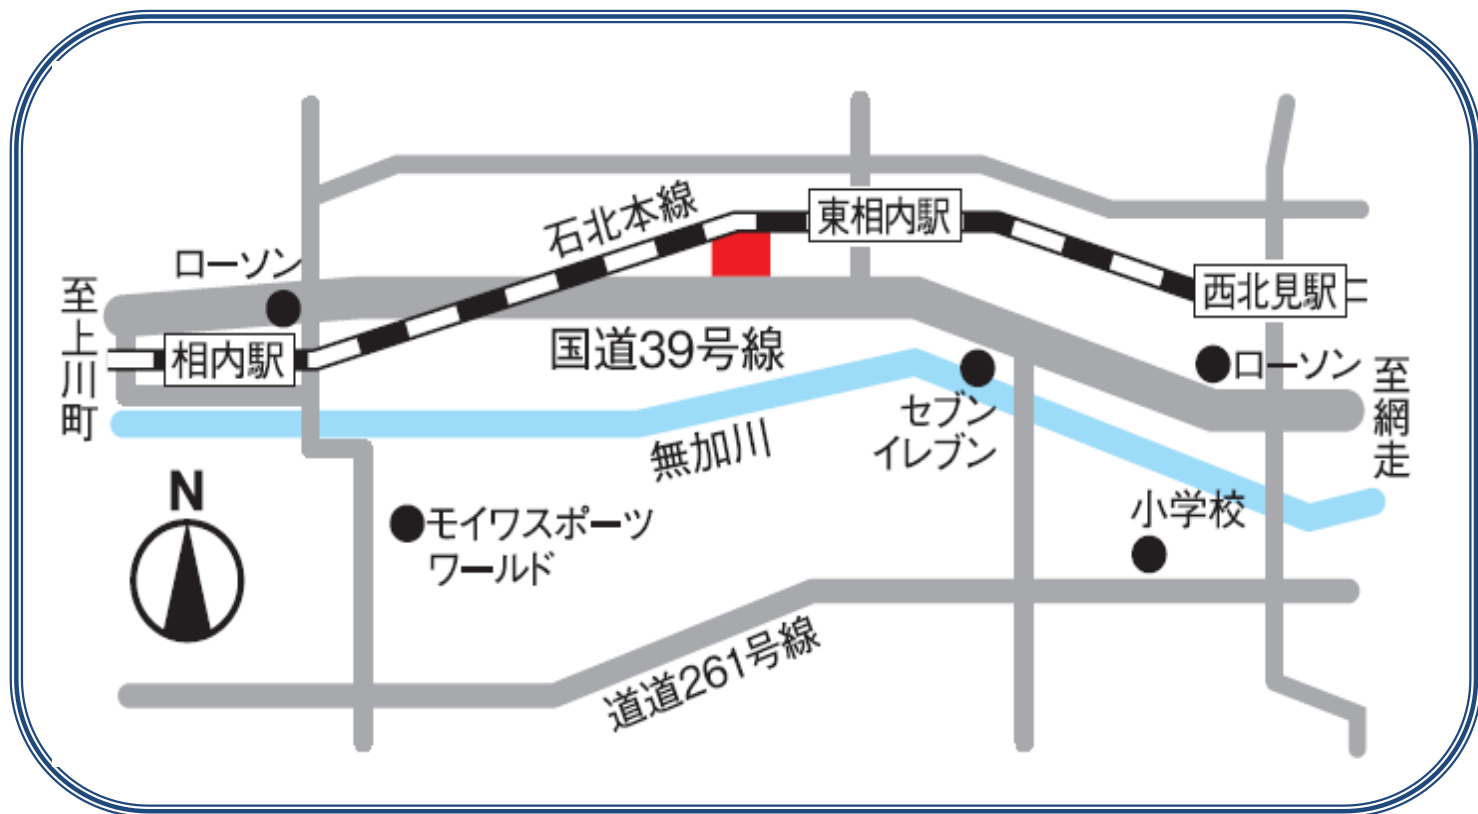 石北本線
東相内駅
ローソン
西北見駅
至上川町
相内駅
国道39号線
ローソン
至網走
セブン
イレブン
無加川
N
小学校
モイワスポーツ
ワールド
道道261号線